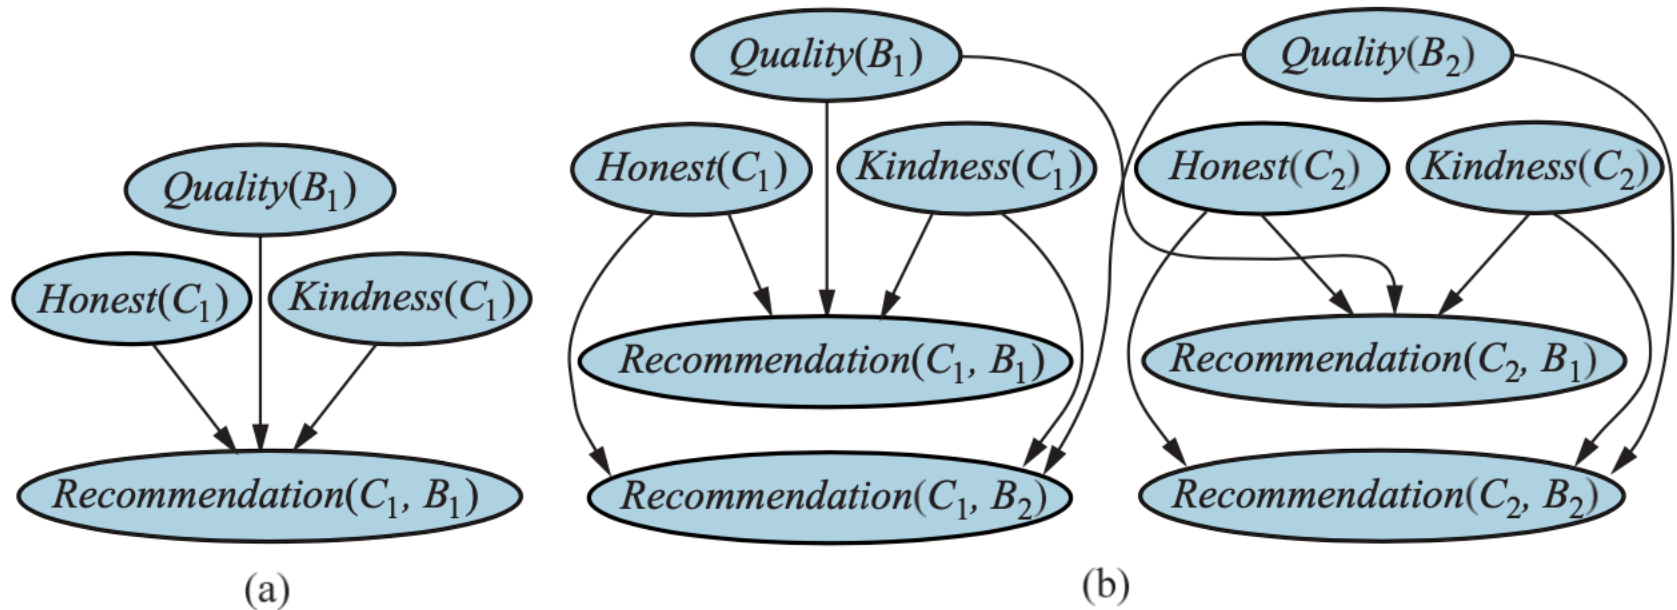 Quality(B1)
Honest(C1)
Kindness(C1)
Recommendation(C1, B1)
(a)
Quality(B1)
Quality(B2)
Honest(C1)
Kindness(C1)
Honest(C2)
Kindness(C2)
Recommendation(C1, B1)
Recommendation(C2, B1)
Recommendation(C1, B2)
Recommendation(C2, B2)
(b)